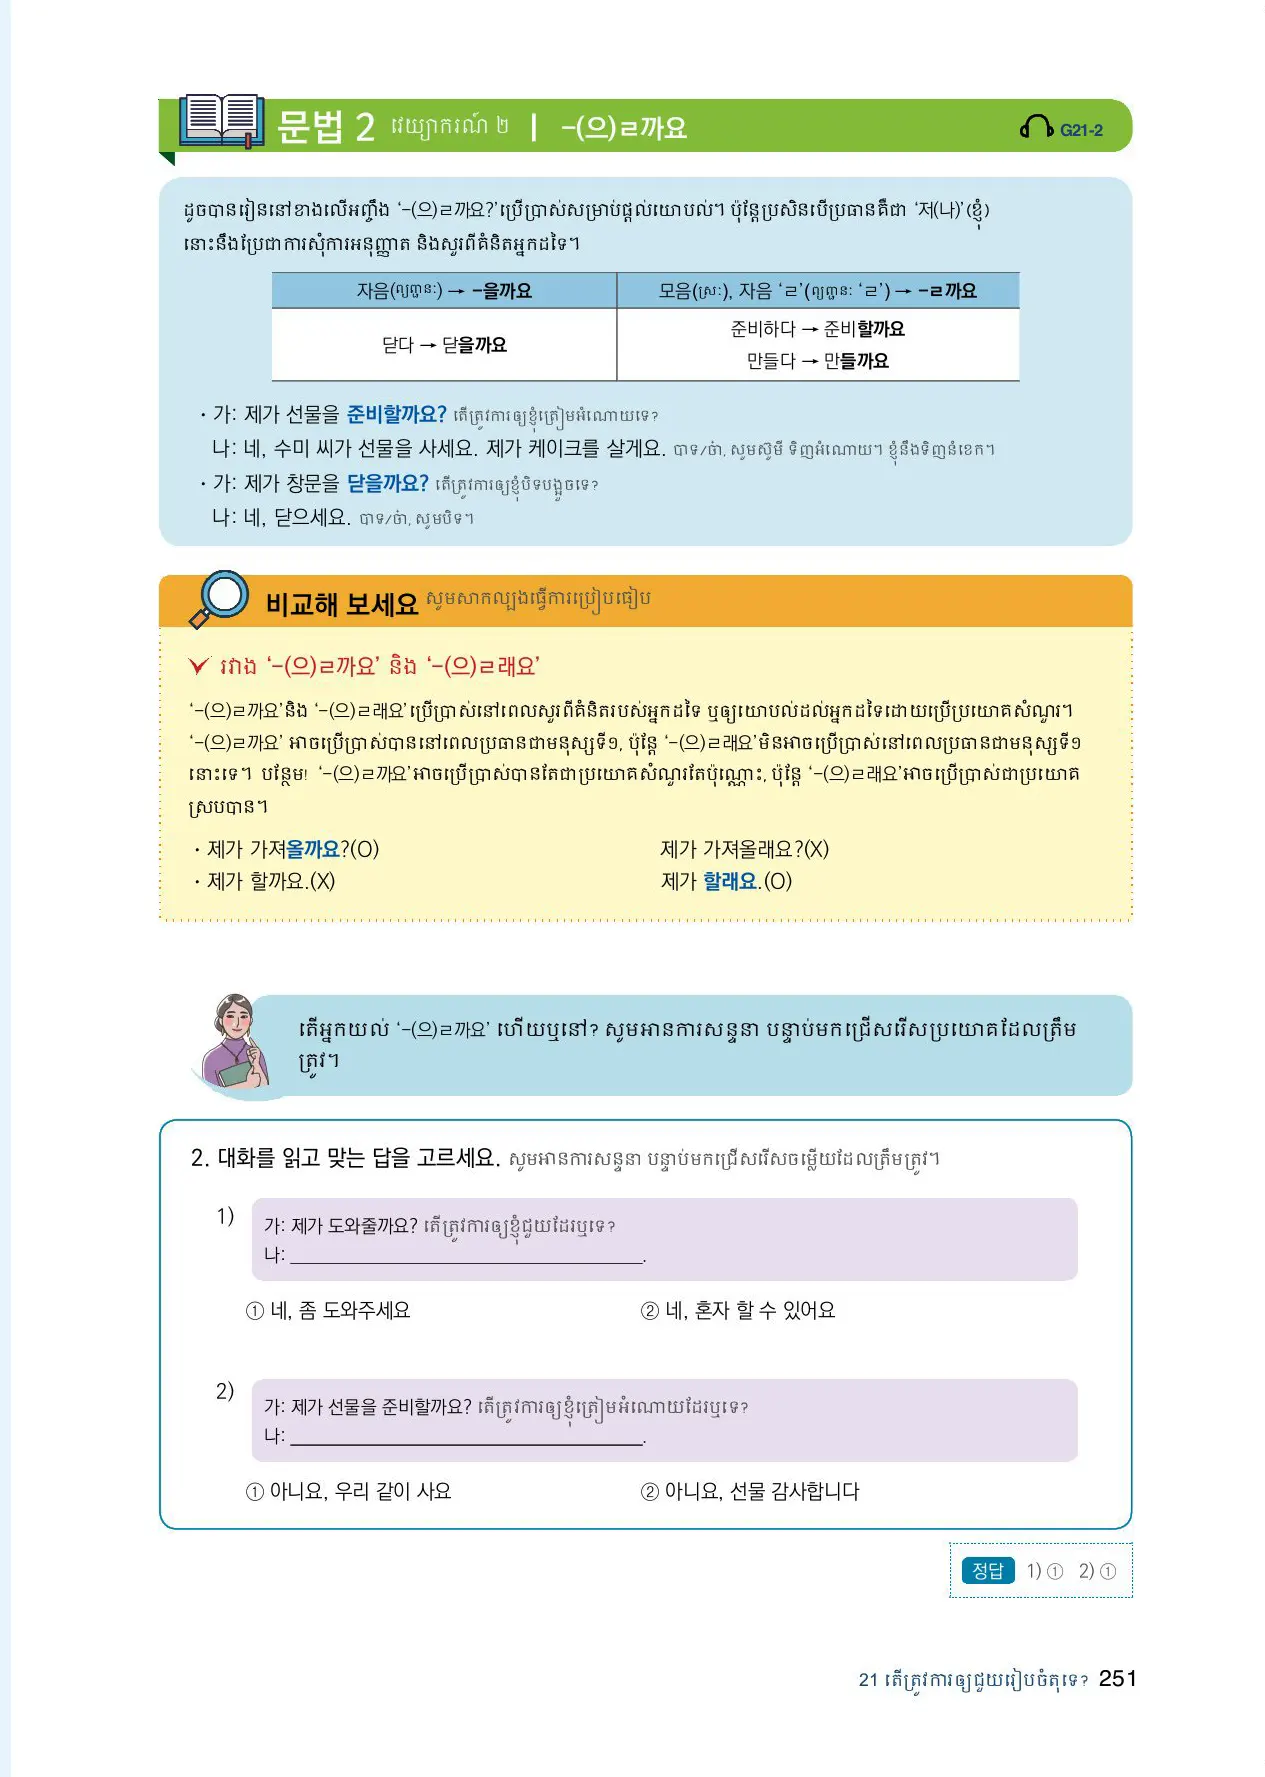 문법 2 វេយ្យាករណ៍ ២ | -(으)ㄹ까요 G21-2
ដូចបានរៀននៅខាងលើអញ្ចឹង ‘-(으)ㄹ까요?’ប្រើប្រាស់សម្រាប់ផ្តល់យោបល់។ ប៉ុន្តែប្រសិនបើប្រធានគឺជា ‘저(나)’(ខ្ញុំ)
នោះនឹងប្រែជាការសុំការអនុញ្ញាត និងសួរពីគំនិតអ្នកដទៃ។
자음(ព្យព្ជានៈ) → -을까요 모음(ស្រៈ), 자음 ‘ㄹ’(ព្យព្ជានៈ ‘ㄹ’) → -ㄹ까요
닫다 → 닫을까요
준비하다 → 준비할까요
만들다 → 만들까요
· 가: 제가 선물을 준비할까요? តើត្រូវការឲ្យខ្ញុំត្រៀមអំណោយទេ?
나: 네, 수미 씨가 선물을 사세요. 제가 케이크를 살게요. បាទ/ចា៎, សូមស៊ូមី ទិញអំណោយ។ ខ្ញុំនឹងទិញនំខេក។
· 가: 제가 창문을 닫을까요? តើត្រូវការឲ្យខ្ញុំបិទបង្អួចទេ?
나: 네, 닫으세요. បាទ/ចា៎, សូមបិទ។
비교해 보세요 សូមសាកល្បងធ្វើការប្រៀបធៀប
រវាង ‘-(으)ㄹ까요’ និង ‘-(으)ㄹ래요’
‘-(으)ㄹ까요’និង ‘-(으)ㄹ래요’ប្រើប្រាស់នៅពេលសួរពីគំនិតរបស់អ្នកដទៃ ឬឲ្យយោបល់ដល់អ្នកដទៃដោយប្រើប្រយោគសំណួរ។
‘-(으)ㄹ까요’ អាចប្រើប្រាស់បាននៅពេលប្រធានជាមនុស្សទី១, ប៉ុន្តែ ‘-(으)ㄹ래요’មិនអាចប្រើប្រាស់នៅពេលប្រធានជាមនុស្សទី១
នោះទេ។ បន្ថែម! ‘-(으)ㄹ까요’អាចប្រើប្រាស់បានតែជាប្រយោគសំណួរតែប៉ុណ្ណោះ, ប៉ុន្តែ ‘-(으)ㄹ래요’អាចប្រើប្រាស់ជាប្រយោគ
ស្របបាន។
· 제가 가져올까요?(O) 제가 가져올래요?(X)
· 제가 할까요.(X) 제가 할래요.(O)
តើអ្នកយល់ ‘-(으)ㄹ까요’ ហើយឬនៅ? សូមអានការសន្ទនា បន្ទាប់មកជ្រើសរើសប្រយោគដែលត្រឹម
ត្រូវ។
2. 대화를 읽고 맞는 답을 고르세요. សូមអានការសន្ទនា បន្ទាប់មកជ្រើសរើសចម្លើយដែលត្រឹមត្រូវ។
1) 가: 제가 도와줄까요? តើត្រូវការឲ្យខ្ញុំជួយដែរឬទេ?
나: ________________.
① 네, 좀 도와주세요 ② 네, 혼자 할 수 있어요
2) 가: 제가 선물을 준비할까요? តើត្រូវការឲ្យខ្ញុំត្រៀមអំណោយដែរឬទេ?
나: ________________.
① 아니요, 우리 같이 사요 ② 아니요, 선물 감사합니다
정답 1) ① 2) ①
21 តើត្រូវការឲ្យជួយរៀបចំតុទេ? 251